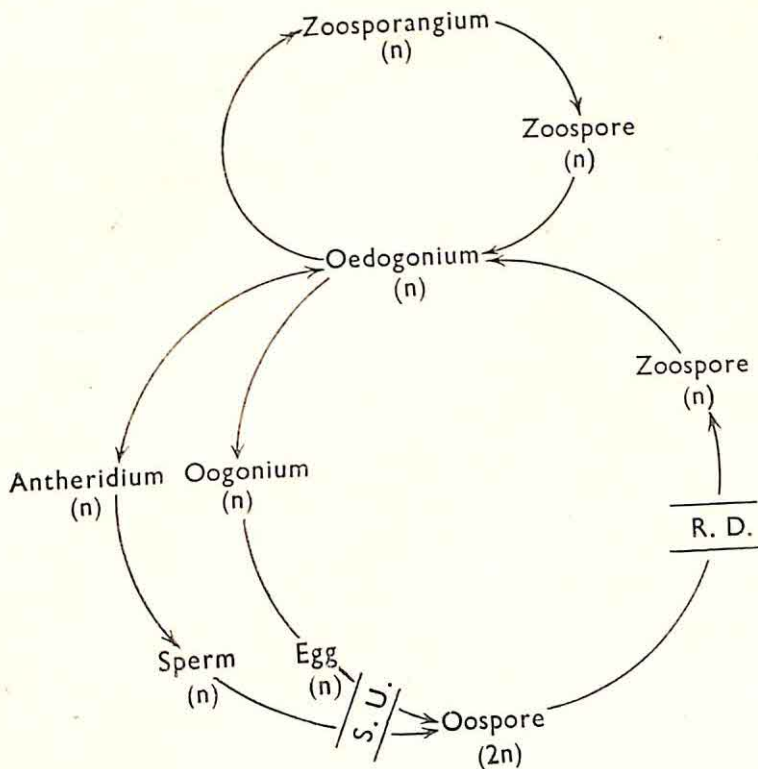 Zoosporangium
(n)
Zoospore
(n)
Oedogonium
(n)
Zoospore
(n)
Antheridium
(n)
Oogonium
(n)
R. D.
Sperm
(n)
Egg
(n)
S. U.
Oospore
(2n)